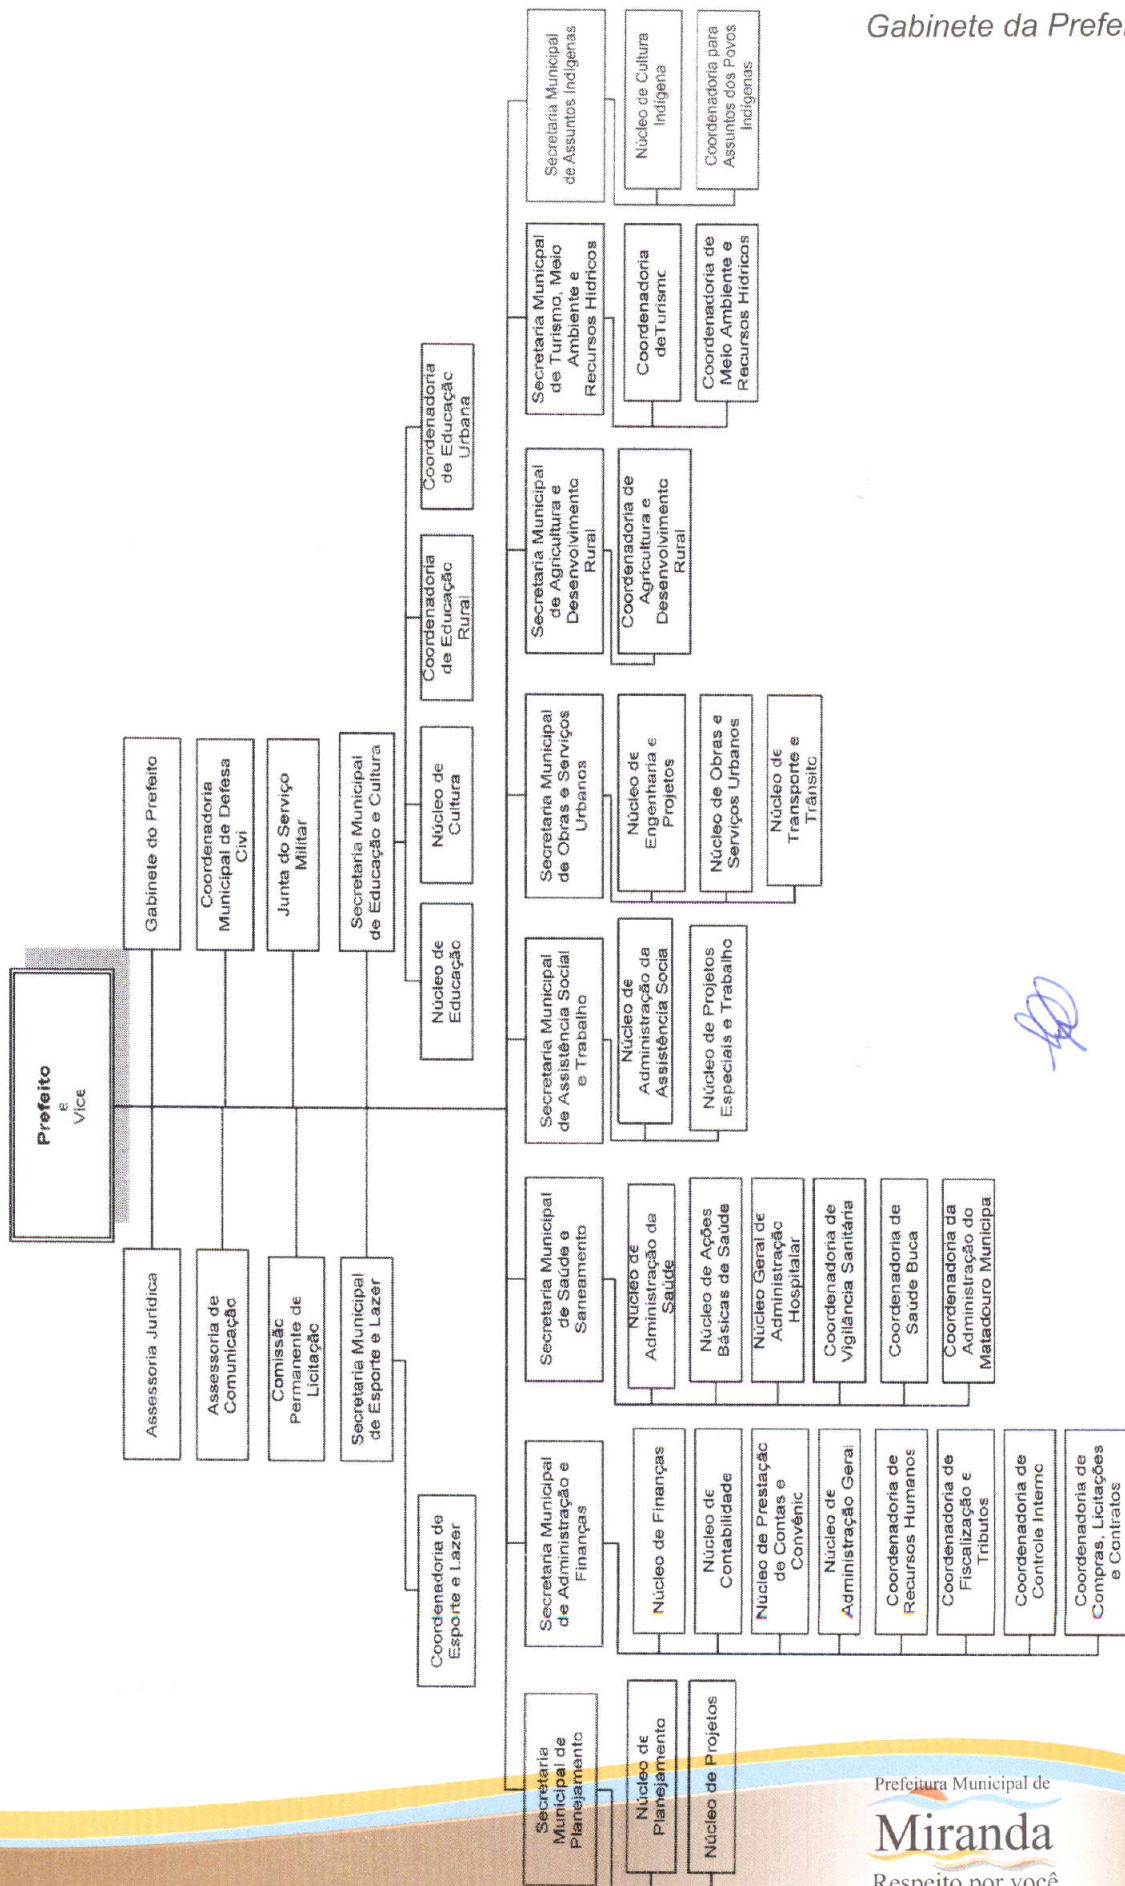 Gabinete da Prefei
Prefeito
e
Vice
Assessoria Jurídica
Gabinete do Prefeito
Assessoria de
Comunicação
Coordenadoria
Municipal de Defesa
Civi
Comissão
Permanente de
Licitação
Junta do Serviço
Militar
Secretaria Municipal
de Esporte e Lazer
Secretaria Municipal
de Educação e Cultura
Coordenadoria de
Esporte e Lazer
Núcleo de
Educação
Núcleo de
Cultura
Coordenadoria
de Educação
Rural
Coordenadoria
de Educação
Urbana
Secretaria
Municipal de
Planejamento
Núcleo de
Planejamento
Núcleo de Projetos
Secretaria Municipal
de Administração e
Finanças
Núcleo de Finanças
Núcleo de
Contabilidade
Núcleo de Prestação
de Contas e
Convênic
Núcleo de
Administração Geral
Coordenadoria de
Recursos Humanos
Coordenadoria de
Fiscalização e
Tributos
Coordenadoria de
Controle Interno
Coordenadoria de
Compras, Licitações
e Contratos
Secretaria Municipal
de Saúde e
Saneamento
Nucleo de
Administração da
Saúde
Núcleo de Ações
Básicas de Saúde
Núcleo Geral de
Administração
Hospitalar
Coordenadoria de
Vigilância Sanitária
Coordenadoria de
Saúde Buca
Coordenadoria da
Administração do
Matadouro Municipa
Secretaria Municipal
de Assistência Social
e Trabalho
Núcleo de
Administração da
Assistência Socia
Núcleo de Projetos
Especiais e Trabalho
Secretaria Municipal
de Obras e Serviços
Urbanos
Núcleo de
Engenharia e
Projetos
Núcleo de Obras e
Serviços Urbanos
Núcleo de
Transporte e
Trânsito
Secretaria Municipal
de Agricultura e
Desenvolvimento
Rural
Coordenadoria de
Agricultura e
Desenvolvimento
Rural
Secretaria Municpal
de Turismo, Meio
Ambiente e
Recursos Hídricos
Coordenadoria
deTurismo
Coordenadoria de
Meio Ambiente e
Recursos Hídricos
Secretaria Municipal
de Assuntos Indígenas
Núcleo de Cultura
Indígena
Coordenadoria para
Assuntos dos Povos
Indígenas
Prefeitura Municipal de
Miranda
Respeito por você